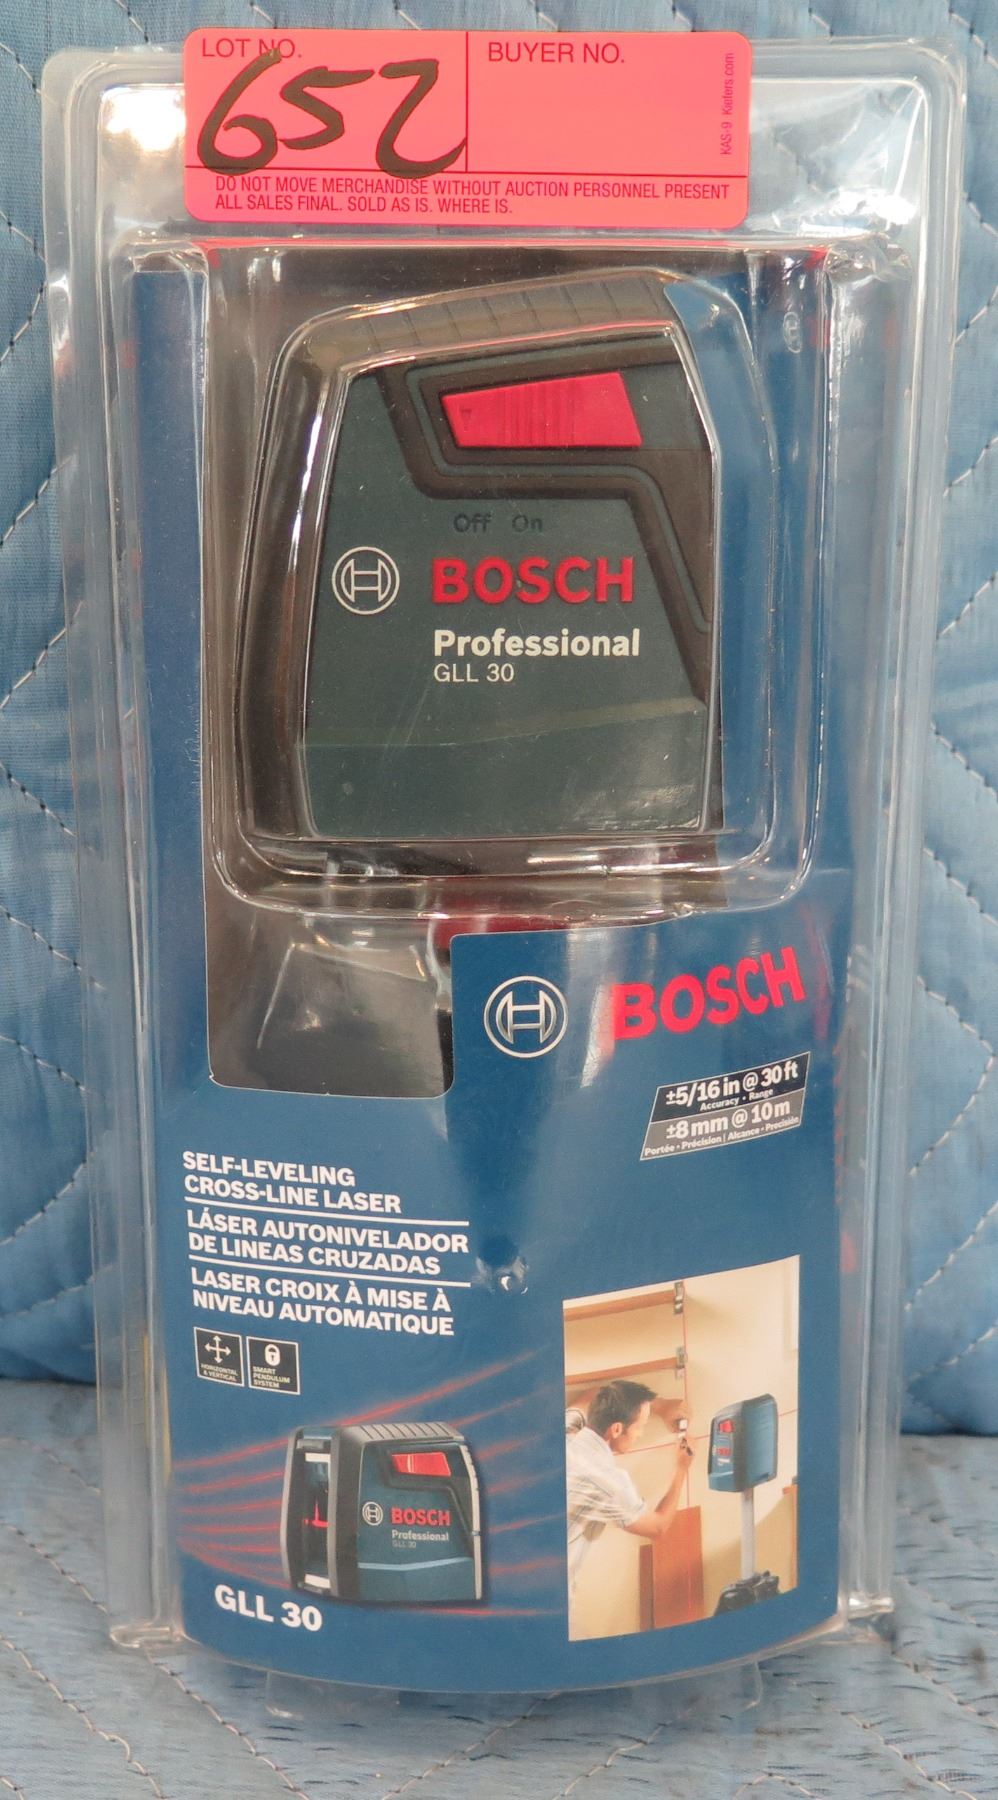 LOT NO.
652
BUYER NO.
KAS-9 Kiefers.com
DO NOT MOVE MERCHANDISE WITHOUT AUCTION PERSONNEL PRESENT
ALL SALES FINAL. SOLD AS IS. WHERE IS.
Off On
BOSCH
Professional
GLL 30
BOSCH
±5/16 in @ 30 ft
Accuracy • Range
±8 mm @ 10 m
Portée • Précision | Alcance • Precisión
SELF-LEVELING
CROSS-LINE LASER
LÁSER AUTONIVELADOR
DE LINEAS CRUZADAS
LASER CROIX À MISE À
NIVEAU AUTOMATIQUE
HORIZONTAL
& VERTICAL
SMART
PENDULUM
SYSTEM
BOSCH
Professional
GLL 30
GLL 30